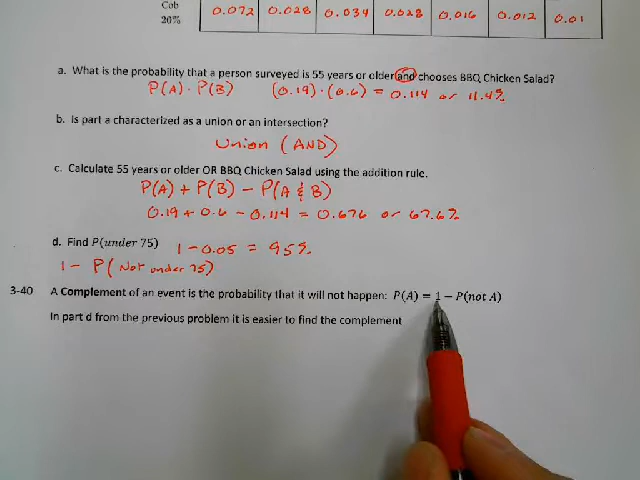 Cob 0.072 0.028 0.034 0.028 0.016 0.012 0.01
20%
a. What is the probability that a person surveyed is 55 years or older and chooses BBQ Chicken Salad?
P(A) · P(B) (0.19) · (0.6) = 0.114 or 11.4%
b. Is part a characterized as a union or an intersection?
Union (AND)
c. Calculate 55 years or older OR BBQ Chicken Salad using the addition rule.
P(A) + P(B) - P(A & B)
0.19 + 0.6 - 0.114 = 0.676 or 67.6%
d. Find P(under 75) 1 - 0.05 = 95%
1 - P( Not under 75)
3-40 A Complement of an event is the probability that it will not happen: P(A) = 1 − P(not A)
In part d from the previous problem it is easier to find the complement